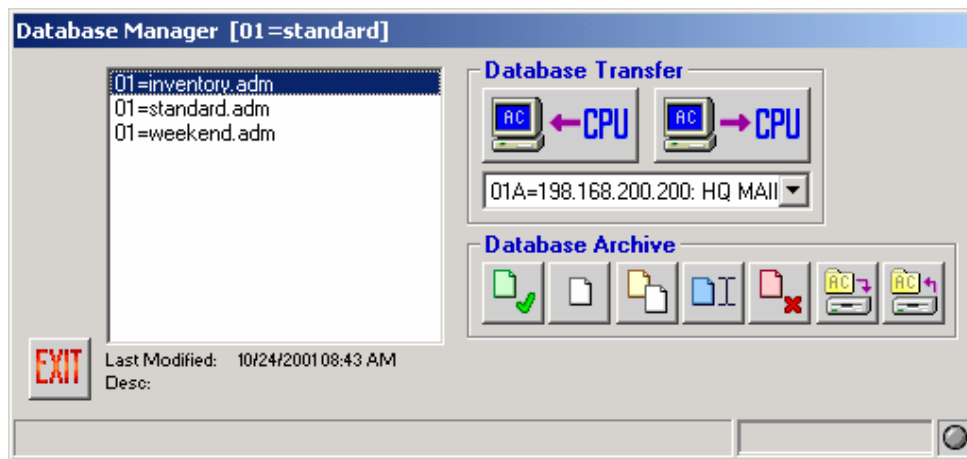 Database Manager [01=standard]
01=inventory.adm
01=standard.adm
01=weekend.adm
Database Transfer
AC CPU
AC CPU
01A=198.168.200.200: HQ MAII
Database Archive
AC
AC
EXIT
Last Modified: 10/24/2001 08:43 AM
Desc: